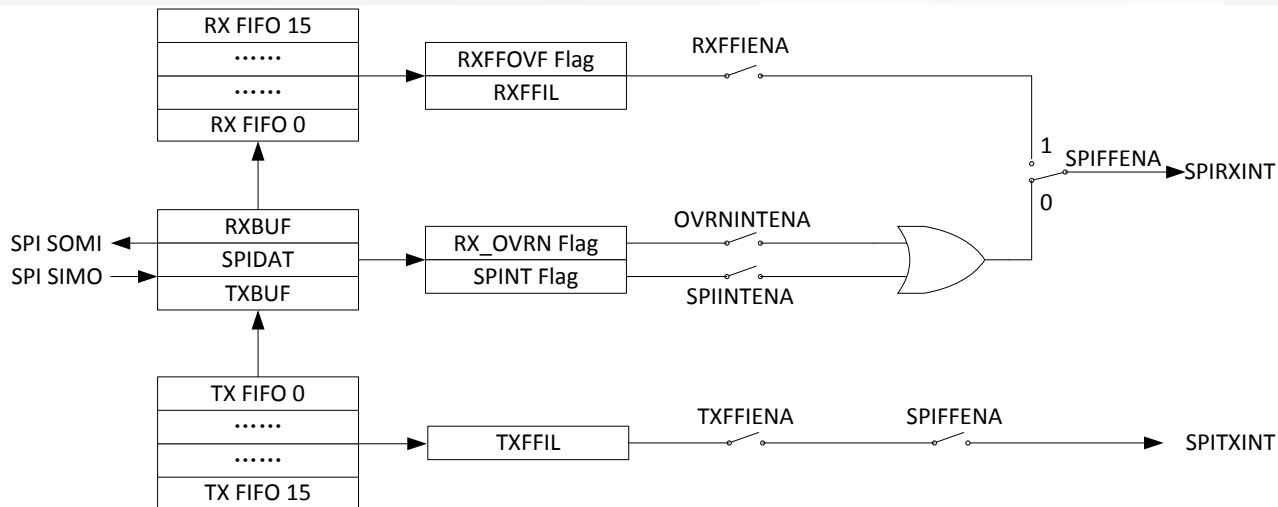 RX FIFO 15
……
……
RX FIFO 0
RXFFOVF Flag
RXFFIL
RXFFIENA
1
SPIFFENA
0
SPIRXINT
SPI SOMI
SPI SIMO
RXBUF
SPIDAT
TXBUF
RX_OVRN Flag
SPINT Flag
OVRNINTENA
SPIINTENA
TX FIFO 0
……
……
TX FIFO 15
TXFFIL
TXFFIENA
SPIFFENA
SPITXINT